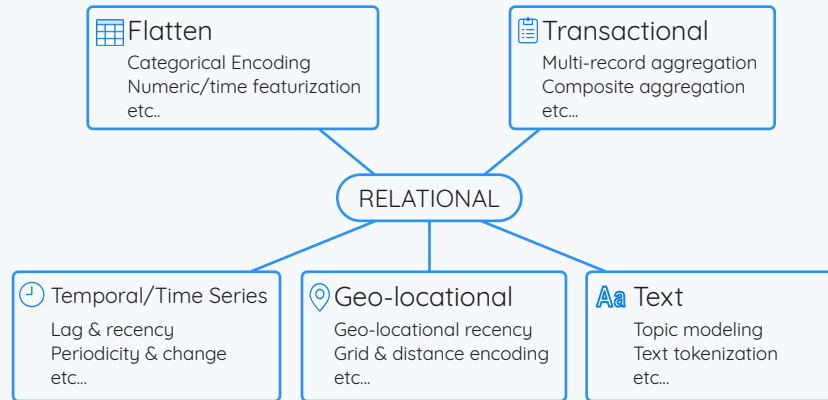 Flatten
Categorical Encoding
Numeric/time featurization
etc..
Transactional
Multi-record aggregation
Composite aggregation
etc...
RELATIONAL
Temporal/Time Series
Lag & recency
Periodicity & change
etc...
Geo-locational
Geo-locational recency
Grid & distance encoding
etc...
Aa Text
Topic modeling
Text tokenization
etc...